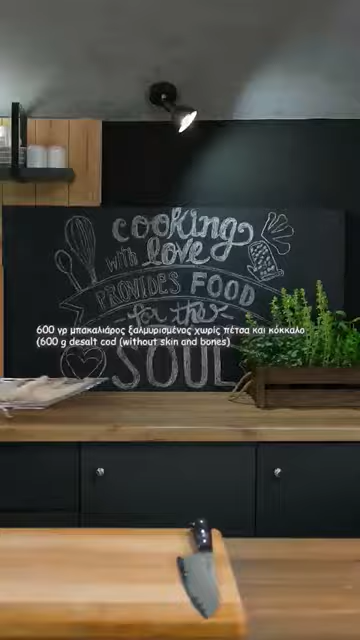 cooking
with love
PROVIDES FOOD
for the
600 γρ μπακαλιάρος ξαλμυρισμένος χωρίς πέτσα και κόκκαλο
(600 g desalt cod (without skin and bones)
SOUL